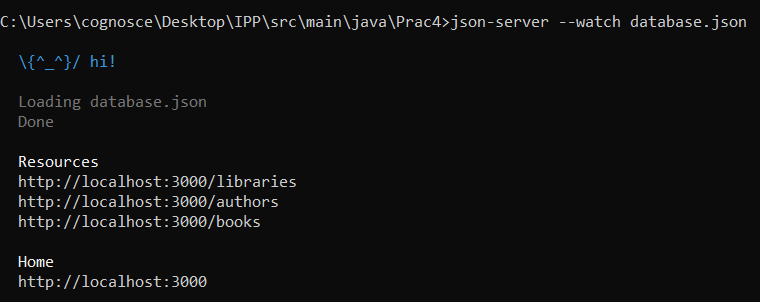 C:\Users\cognosce\Desktop\IPP\src\main\java\Prac4>json-server --watch database.json
\{^_^}/ hi!
Loading database.json
Done
Resources
http://localhost:3000/libraries
http://localhost:3000/authors
http://localhost:3000/books
Home
http://localhost:3000